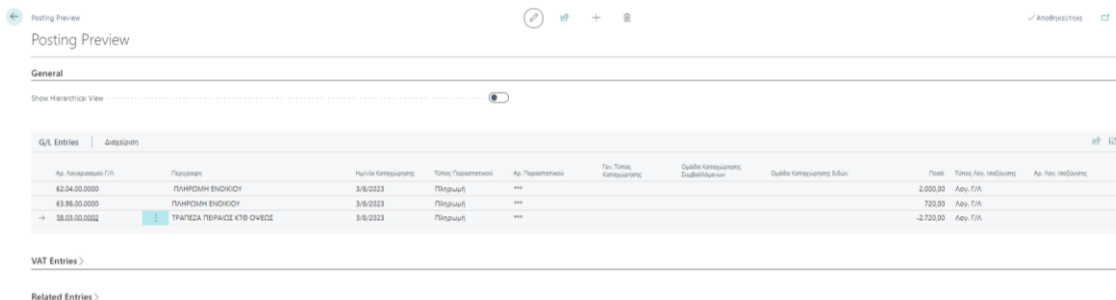 Posting Preview
Αποθηκεύτηκε
Posting Preview
General
Show Hierarchical View
G/L Entries Διαχείριση
Αρ. Λογαριασμού Γ/Λ Περιγραφή Ημ/νία Καταχώρησης Τύπος Παραστατικού Αρ. Παραστατικού Γεν. Τύπος Καταχώρησης Ομάδα Καταχώρησης Συμβαλλόμενων Ομάδα Καταχώρησης Ειδών Ποσό Τύπος Λογ. Ισοζύγισης Αρ. Λογ. Ισοζύγισης
62.04.00.0000 ΠΛΗΡΩΜΗ ΕΝΟΙΚΙΟΥ 3/8/2023 Πληρωμή *** 2.000,00 Λογ. Γ/Λ
63.98.00.0000 ΠΛΗΡΩΜΗ ΕΝΟΙΚΙΟΥ 3/8/2023 Πληρωμή *** 720,00 Λογ. Γ/Λ
38.03.00.0002 ΤΡΑΠΕΖΑ ΠΕΙΡΑΙΩΣ ΚΤΘ ΟΨΕΩΣ 3/8/2023 Πληρωμή *** -2.720,00 Λογ. Γ/Λ
VAT Entries >
Related Entries >